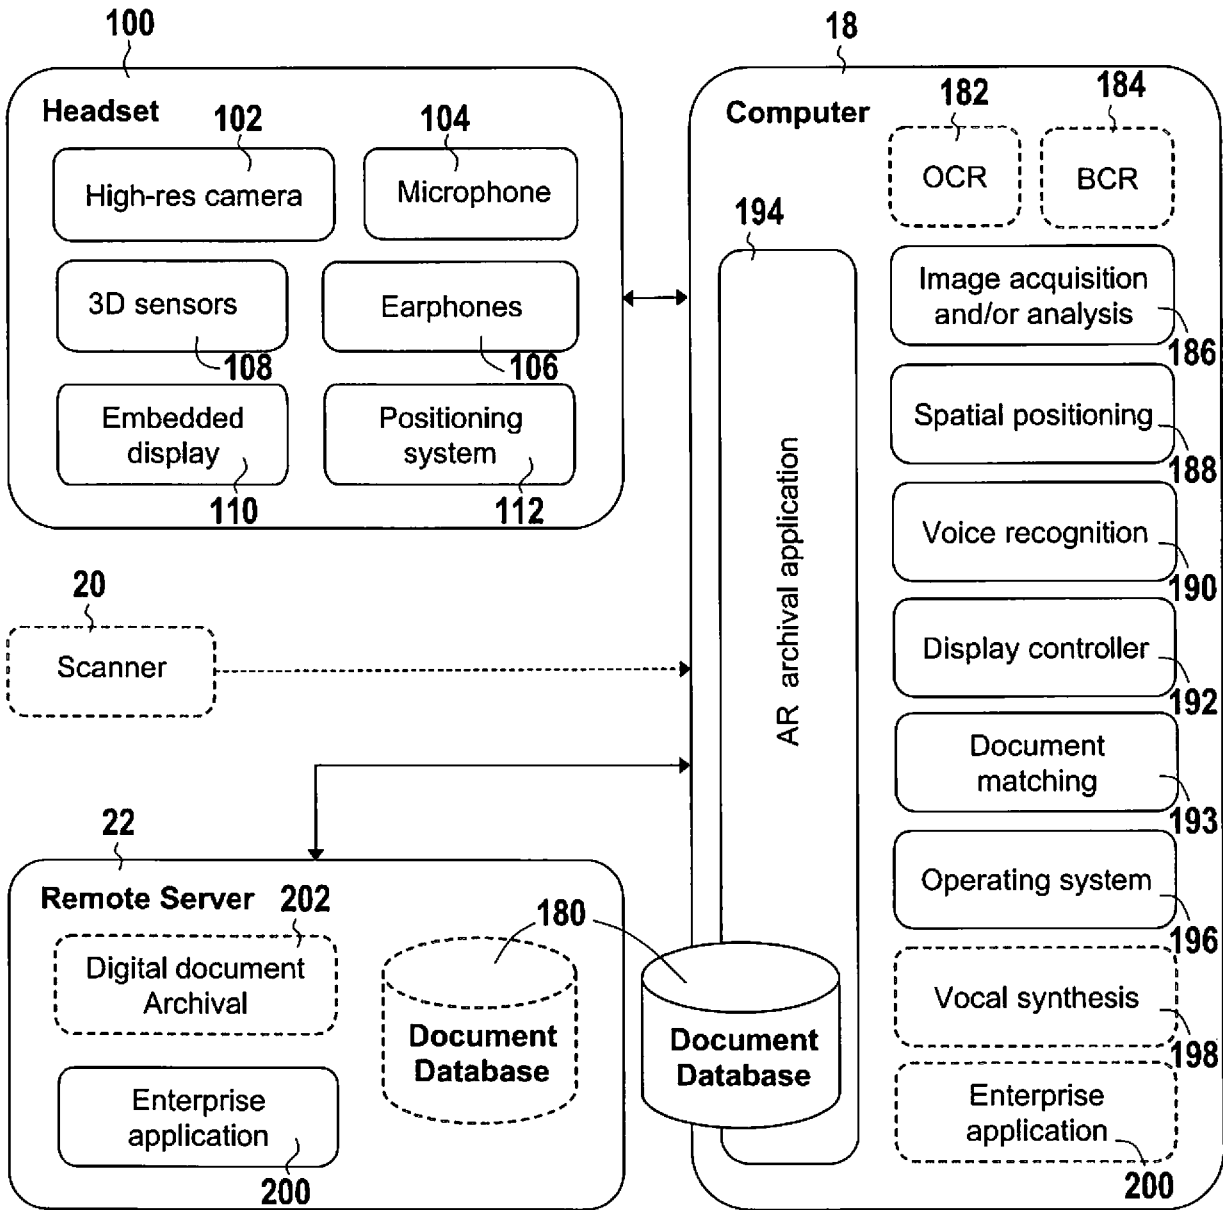 100
Headset
102
104
High-res camera
Microphone
3D sensors
Earphones
108
106
Embedded
display
Positioning
system
110
112
20
Scanner
22
Remote Server
202
Digital document
Archival
180
Document
Database
Enterprise
application
200
18
Computer
182
184
OCR
BCR
194
AR archival application
Image acquisition
and/or analysis
186
Spatial positioning
188
Voice recognition
190
Display controller
192
Document
matching
193
Operating system
196
Document
Database
Vocal synthesis
198
Enterprise
application
200